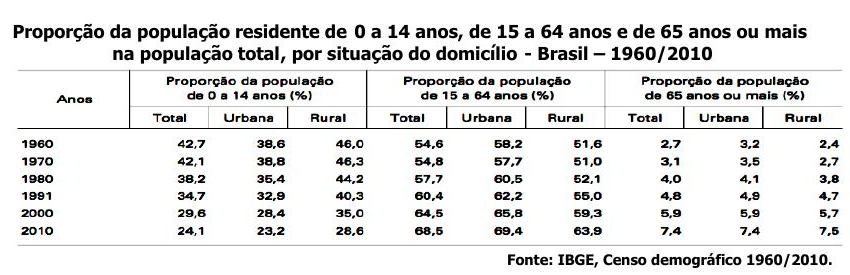 Proporção da população residente de 0 a 14 anos, de 15 a 64 anos e de 65 anos ou mais
na população total, por situação do domicílio - Brasil – 1960/2010
Anos
Proporção da população
de 0 a 14 anos (%)
Proporção da população
de 15 a 64 anos (%)
Proporção da população
de 65 anos ou mais (%)
Total Urbana Rural Total Urbana Rural Total Urbana Rural
1960 42,7 38,6 46,0 54,6 58,2 51,6 2,7 3,2 2,4
1970 42,1 38,8 46,3 54,8 57,7 51,0 3,1 3,5 2,7
1980 38,2 35,4 44,2 57,7 60,5 52,1 4,0 4,1 3,8
1991 34,7 32,9 40,3 60,4 62,2 55,0 4,8 4,9 4,7
2000 29,6 28,4 35,0 64,5 65,8 59,3 5,9 5,9 5,7
2010 24,1 23,2 28,6 68,5 69,4 63,9 7,4 7,4 7,5
Fonte: IBGE, Censo demográfico 1960/2010.